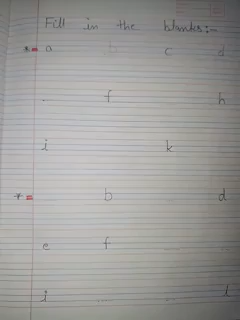 Fill in the blanks:-
*= a b c d
_ f _ h
i _ k _
*= _ b _ d
e f _ _
i _ _ l